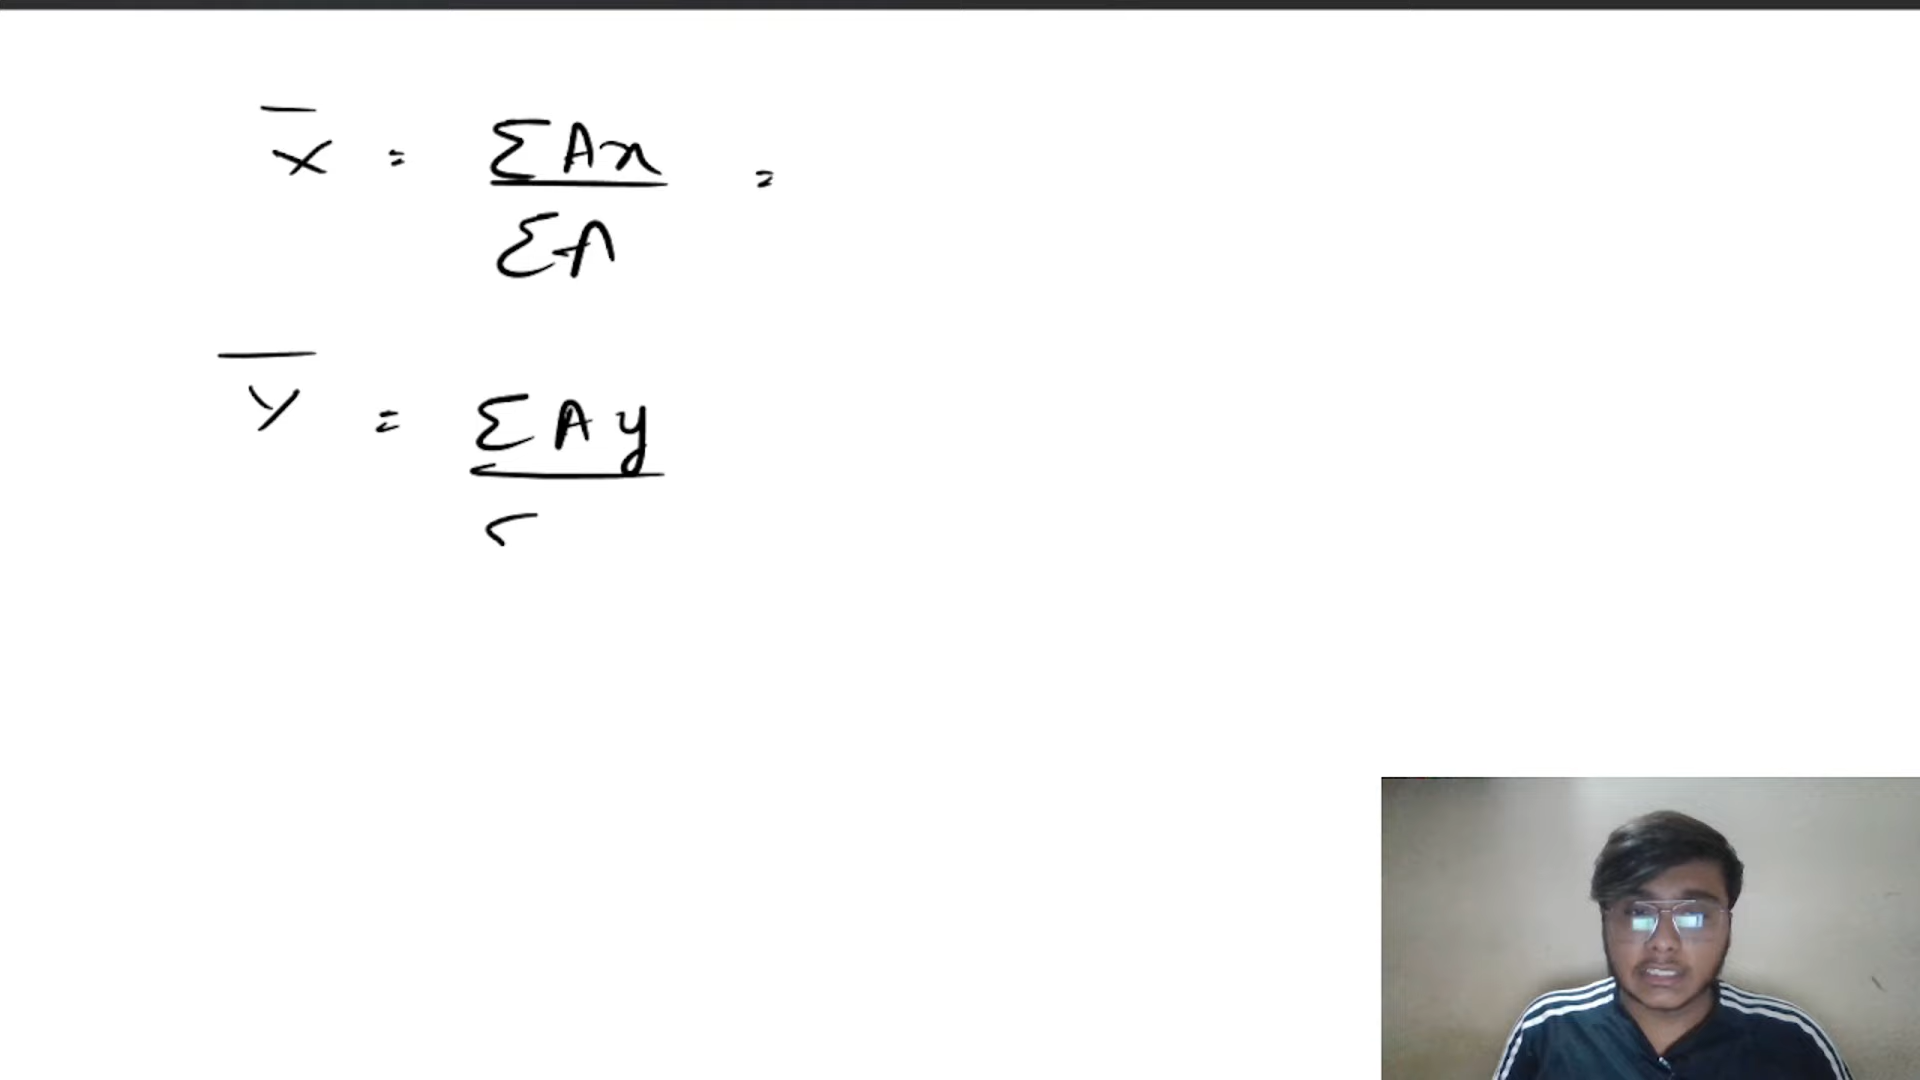 x̄ = ΣAx / ΣA =
ȳ = ΣAy /